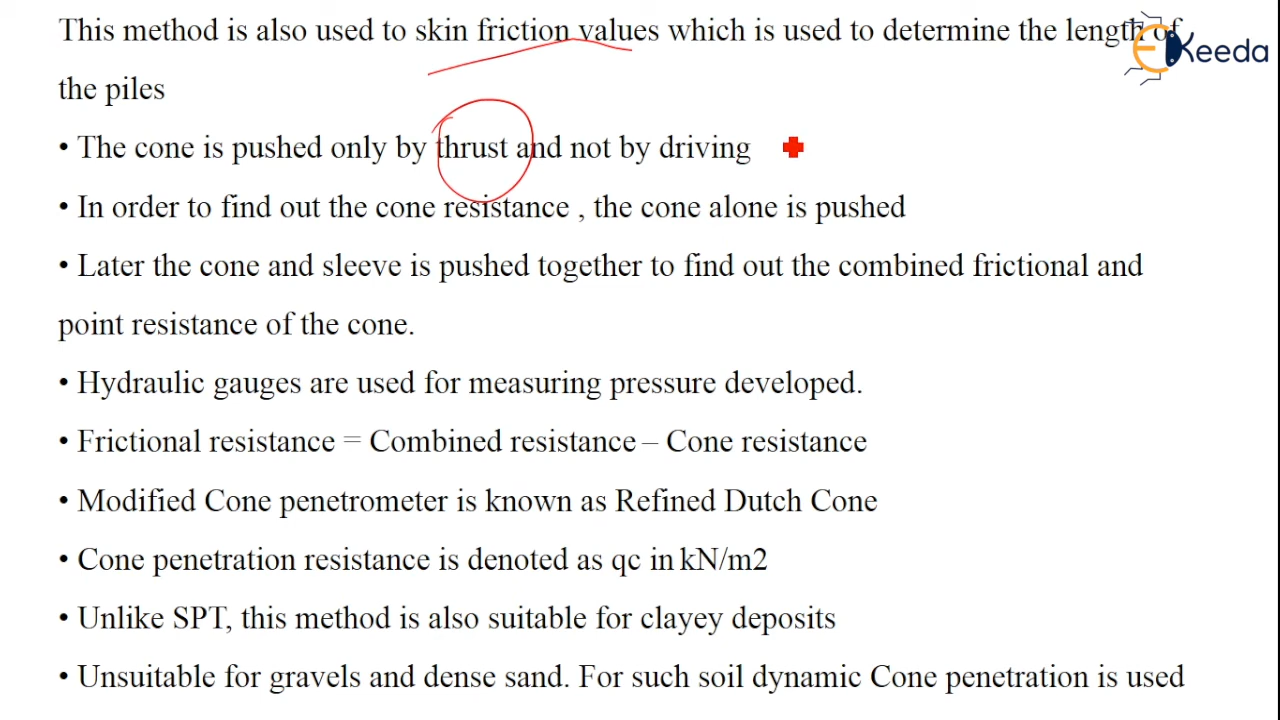 This method is also used to skin friction values which is used to determine the length of
the piles
• The cone is pushed only by thrust and not by driving
• In order to find out the cone resistance , the cone alone is pushed
• Later the cone and sleeve is pushed together to find out the combined frictional and
point resistance of the cone.
• Hydraulic gauges are used for measuring pressure developed.
• Frictional resistance = Combined resistance – Cone resistance
• Modified Cone penetrometer is known as Refined Dutch Cone
• Cone penetration resistance is denoted as qc in kN/m2
• Unlike SPT, this method is also suitable for clayey deposits
• Unsuitable for gravels and dense sand. For such soil dynamic Cone penetration is used
EKeeda